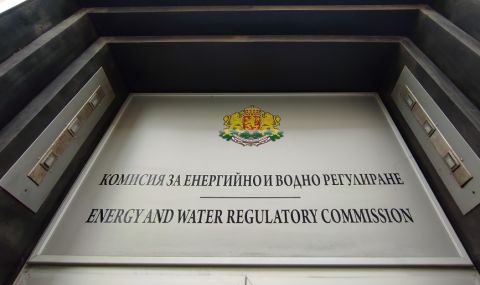 КОМИСИЯ ЗА ЕНЕРГИЙНО И ВОДНО РЕГУЛИРАНЕ
ENERGY AND WATER REGULATORY COMMISSION